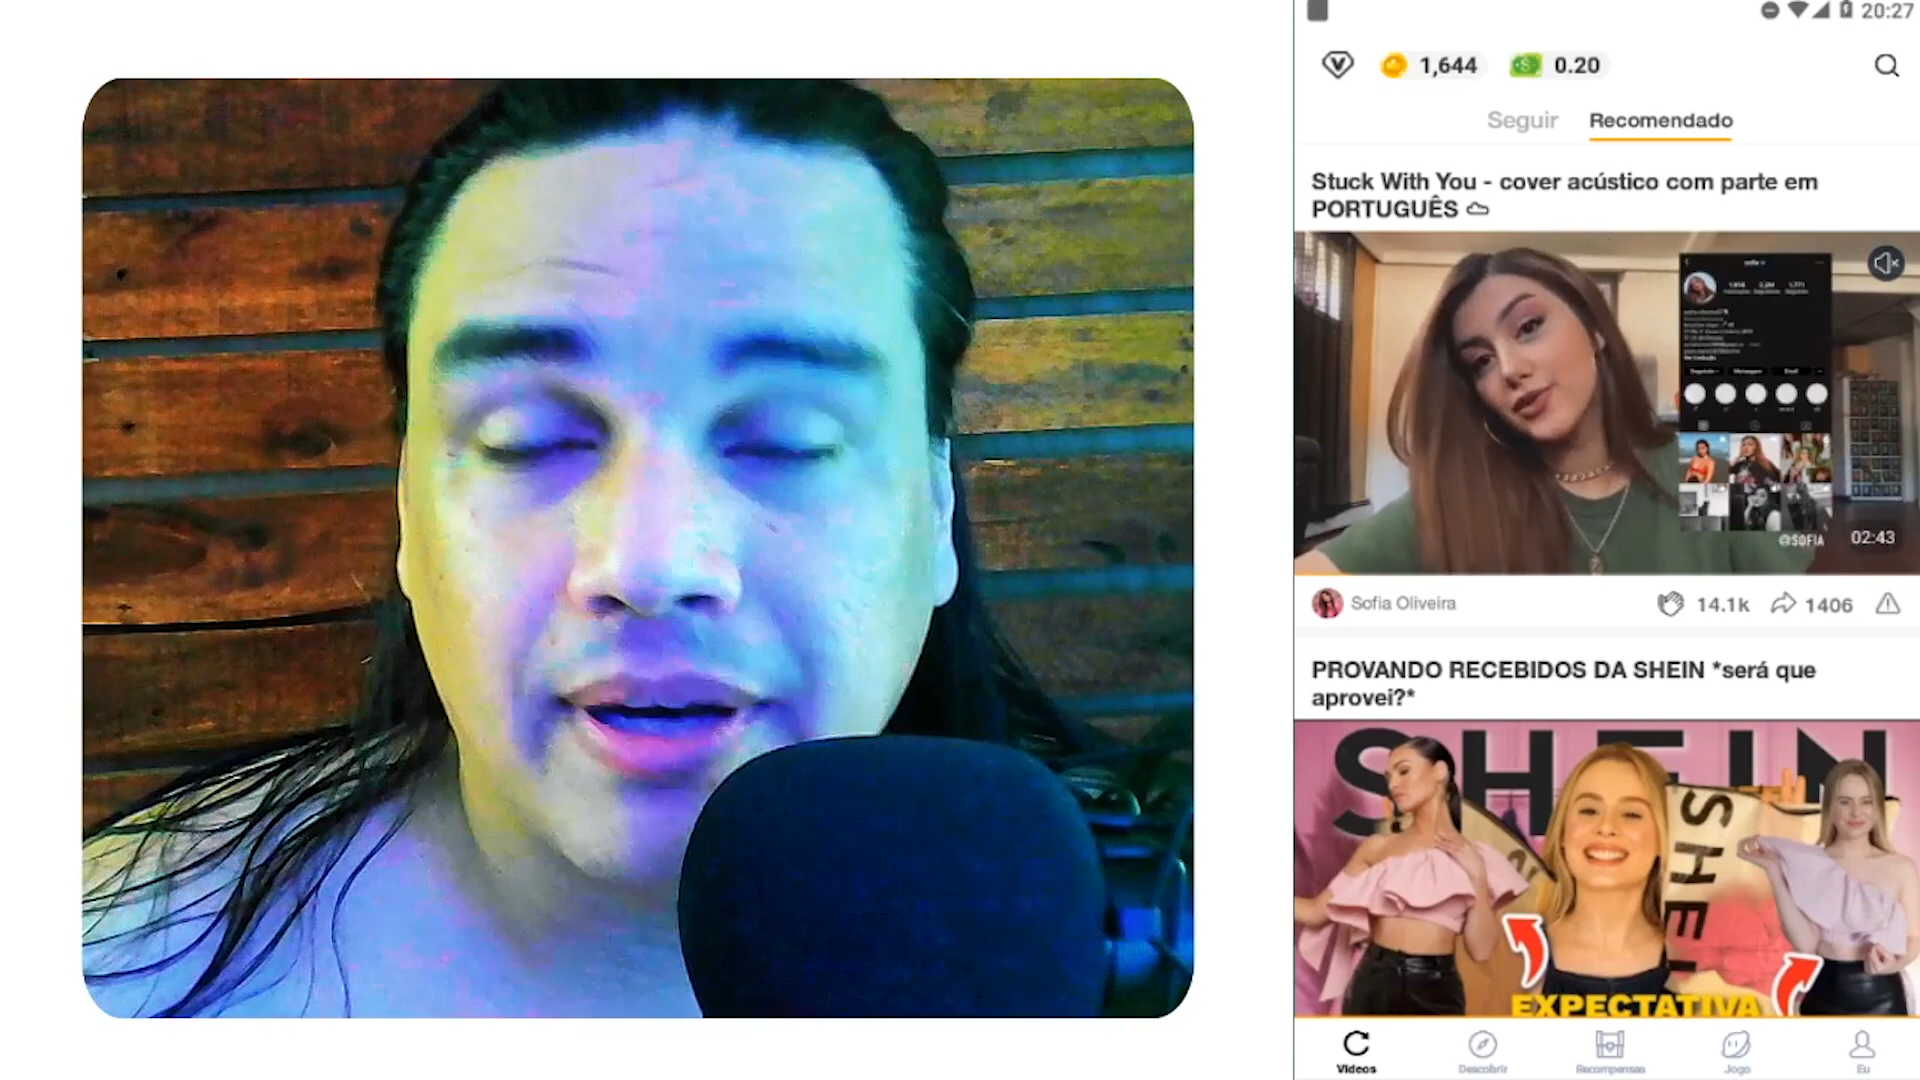 20:27
1,644
0.20
Seguir Recomendado
Stuck With You - cover acústico com parte em
PORTUGUÊS
@SOFIA
02:43
Sofia Oliveira
14.1k
1406
PROVANDO RECEBIDOS DA SHEIN *será que
aprovei?*
SHEIN
SHEI
EXPECTATIVA
Vídeos
Descobrir
Recompensas
Jogo
Eu